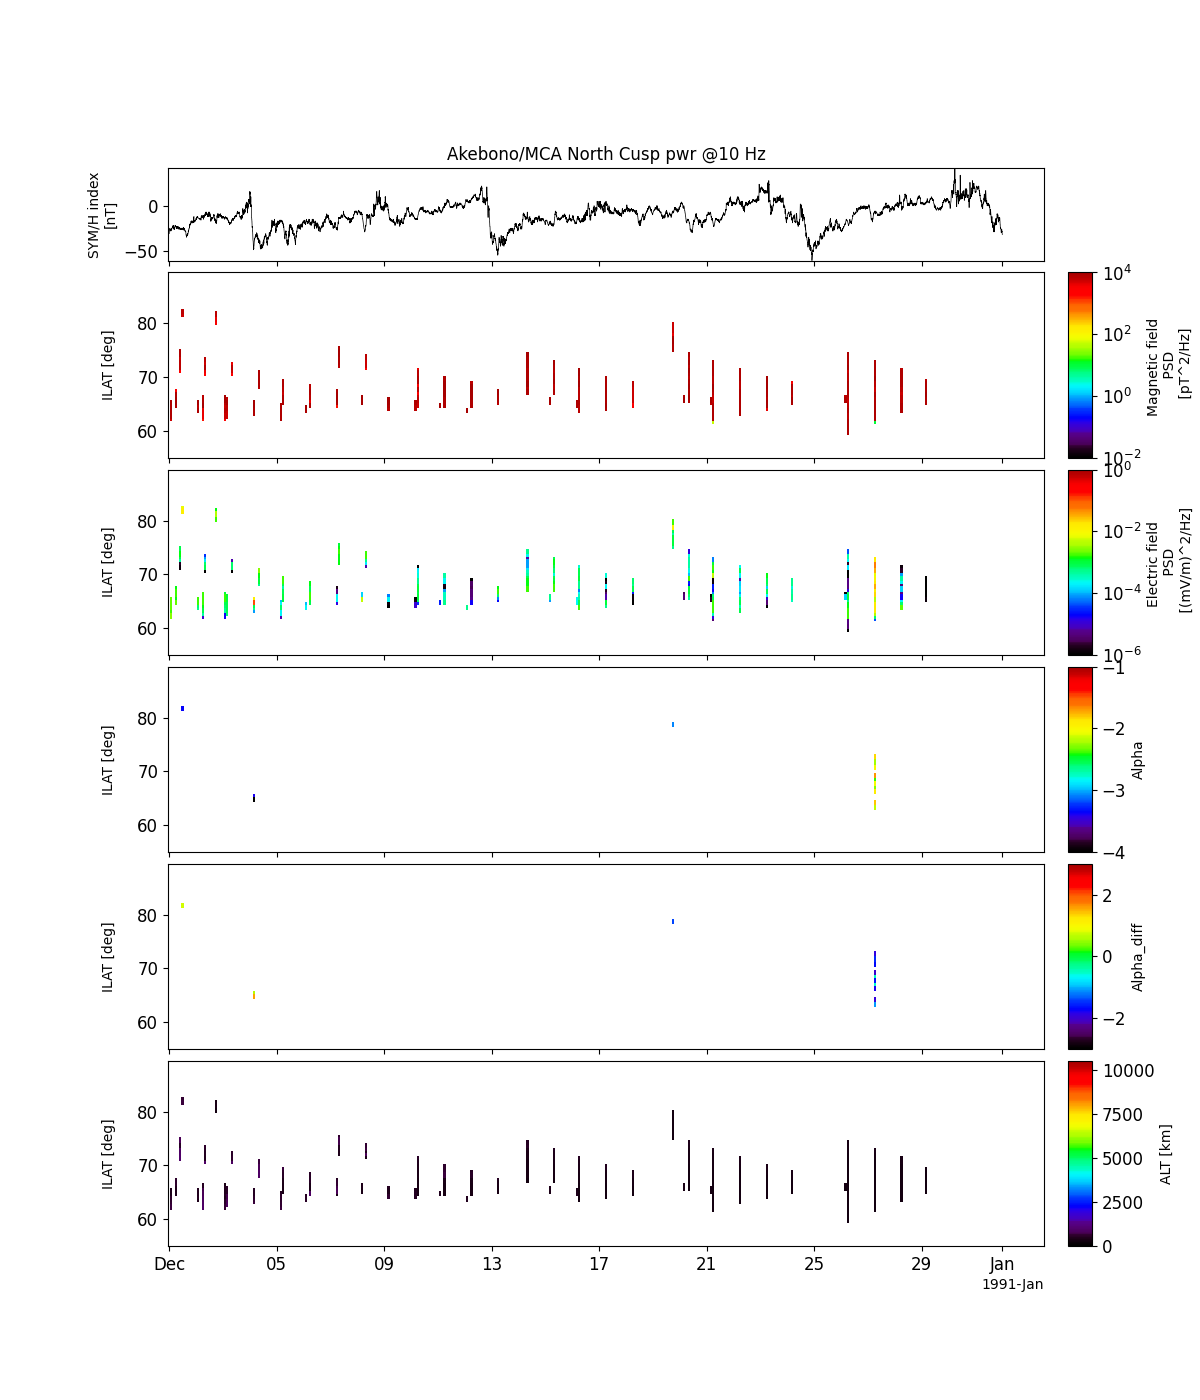 Akebono/MCA North Cusp pwr @10 Hz
SYM/H index
[nT]
0
−50
ILAT [deg]
80
70
60
10^4
10^2
10^0
10^−2
Magnetic field
PSD
[pT^2/Hz]
ILAT [deg]
80
70
60
10^0
10^−2
10^−4
10^−6
Electric field
PSD
[(mV/m)^2/Hz]
ILAT [deg]
80
70
60
−1
−2
−3
−4
Alpha
ILAT [deg]
80
70
60
2
0
−2
Alpha_diff
ILAT [deg]
80
70
60
10000
7500
5000
2500
0
ALT [km]
Dec 05 09 13 17 21 25 29 Jan
1991-Jan